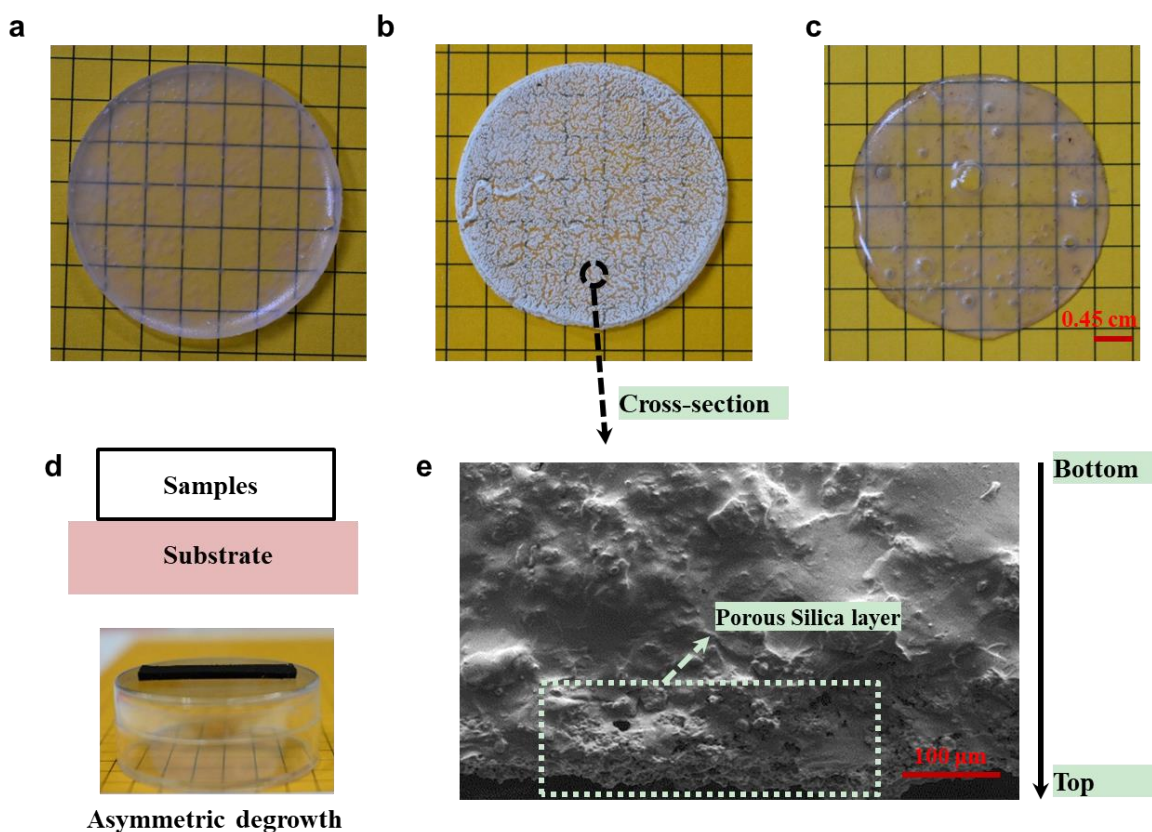 a
b
c
0.45 cm
Cross-section
d
Samples
Substrate
Asymmetric degrowth
e
Bottom
Porous Silica layer
100 μm
Top